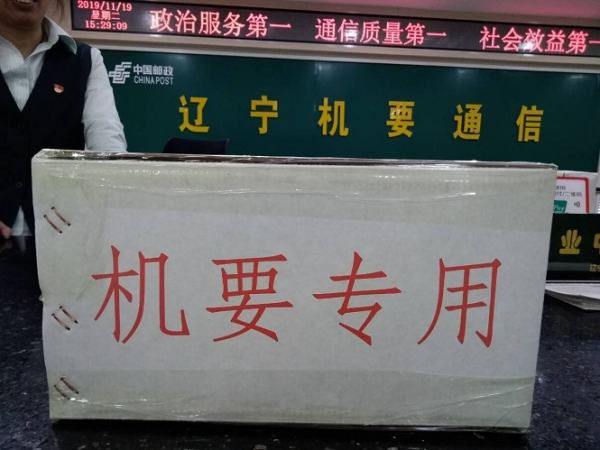 2019/11/19
星期二
15:29:09
政治服务第一 通信质量第一 社会效益第一
中国邮政
CHINA POST
辽宁机要通信
机要专用
业
辽